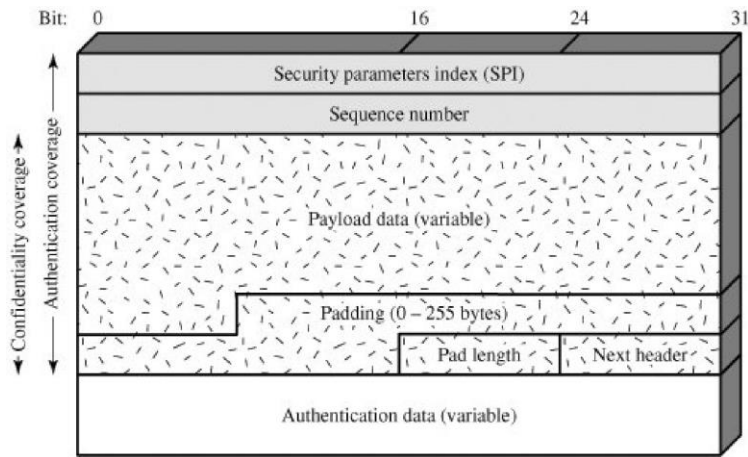 Bit: 0 16 24 31
Security parameters index (SPI)
Sequence number
Confidentiality coverage
Authentication coverage
Payload data (variable)
Padding (0 – 255 bytes)
Pad length Next header
Authentication data (variable)